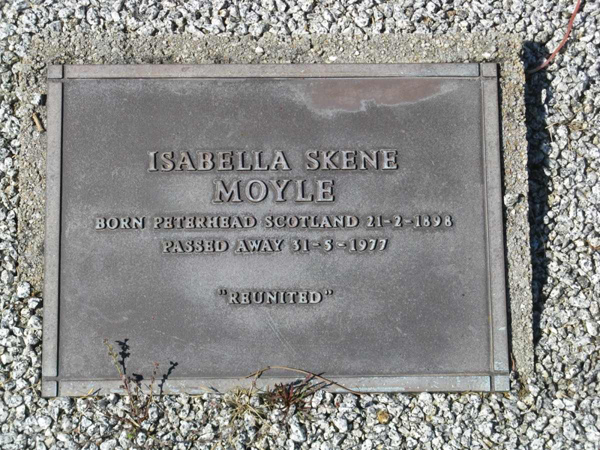 ISABELLA SKENE
MOYLE
BORN PETERHEAD SCOTLAND 21-2-1898
PASSED AWAY 31-5-1977
"REUNITED"